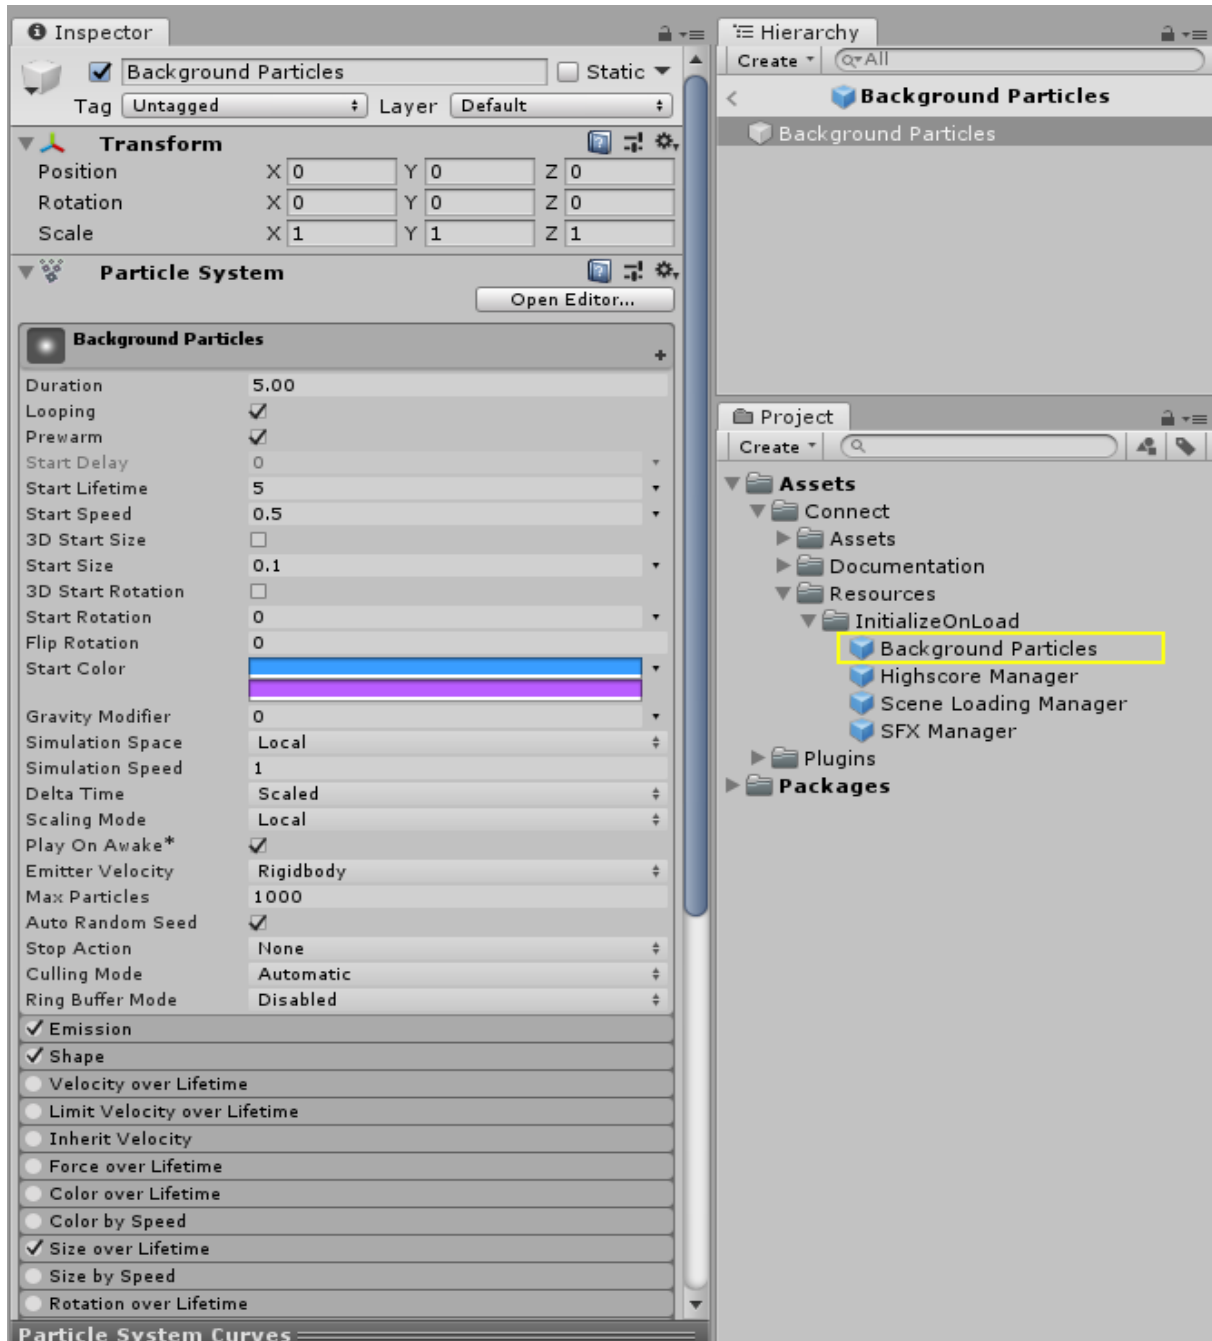 Inspector
Background Particles Static
Tag Untagged Layer Default
Transform
Position X 0 Y 0 Z 0
Rotation X 0 Y 0 Z 0
Scale X 1 Y 1 Z 1
Particle System
Open Editor...
Background Particles
Duration 5.00
Looping
Prewarm
Start Delay 0
Start Lifetime 5
Start Speed 0.5
3D Start Size
Start Size 0.1
3D Start Rotation
Start Rotation 0
Flip Rotation 0
Start Color
Gravity Modifier 0
Simulation Space Local
Simulation Speed 1
Delta Time Scaled
Scaling Mode Local
Play On Awake*
Emitter Velocity Rigidbody
Max Particles 1000
Auto Random Seed
Stop Action None
Culling Mode Automatic
Ring Buffer Mode Disabled
Emission
Shape
Velocity over Lifetime
Limit Velocity over Lifetime
Inherit Velocity
Force over Lifetime
Color over Lifetime
Color by Speed
Size over Lifetime
Size by Speed
Rotation over Lifetime
Particle System Curves
Hierarchy
Create All
Background Particles
Background Particles
Project
Create
Assets
Connect
Assets
Documentation
Resources
InitializeOnLoad
Background Particles
Highscore Manager
Scene Loading Manager
SFX Manager
Plugins
Packages